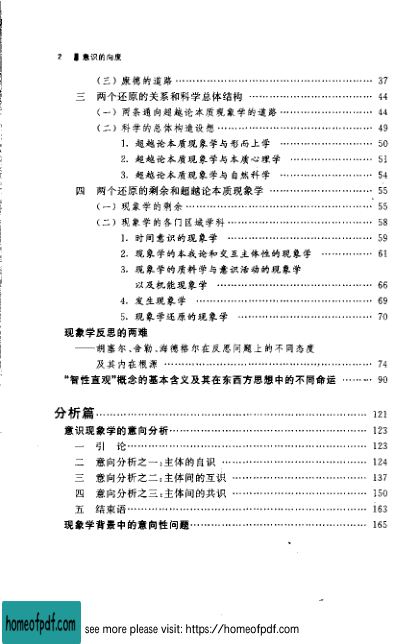 2 意识的向度
（三）康德的道路 …… 37
三 两个还原的关系和科学总体结构 …… 44
（一）两条通向超越论本质现象学的道路 …… 44
（二）科学的总体构造设想 …… 49
1. 超越论本质现象学与形而上学 …… 50
2. 超越论本质现象学与本质心理学 …… 51
3. 超越论本质现象学与自然科学 …… 54
四 两个还原的剩余和超越论本质现象学 …… 55
（一）现象学的剩余 …… 55
（二）现象学的各门区域学科 …… 58
1. 时间意识的现象学 …… 59
2. 现象学的本我论和交互主体性的现象学 …… 61
3. 现象学的质料学与意识活动的现象学
以及机能现象学 …… 66
4. 发生现象学 …… 69
5. 现象学还原的现象学 …… 70
现象学反思的两难
——胡塞尔、舍勒、海德格尔在反思问题上的不同态度
及其内在根源 …… 74
“智性直观”概念的基本含义及其在东西方思想中的不同命运 …… 90
分析篇 …… 121
意识现象学的意向分析 …… 123
一 引 论 …… 123
二 意向分析之一：主体的自识 …… 124
三 意向分析之二：主体间的互识 …… 137
四 意向分析之三：主体间的共识 …… 150
五 结束语 …… 163
现象学背景中的意向性问题 …… 165
homeofpdf.com
see more please visit: https://homeofpdf.com